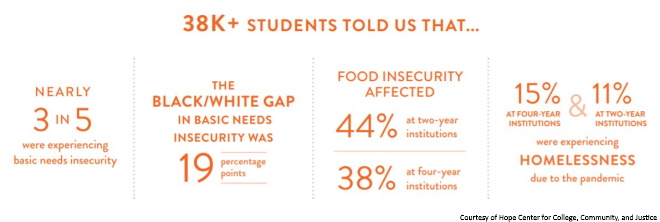 38K+ STUDENTS TOLD US THAT...
NEARLY
3 IN 5
were experiencing
basic needs insecurity
THE
BLACK/WHITE GAP
IN BASIC NEEDS
INSECURITY WAS
19 percentage
points
FOOD INSECURITY
AFFECTED
44% at two-year
institutions
38% at four-year
institutions
15% & 11%
AT FOUR-YEAR AT TWO-YEAR
INSTITUTIONS INSTITUTIONS
were experiencing
HOMELESSNESS
due to the pandemic
Courtesy of Hope Center for College, Community, and Justice